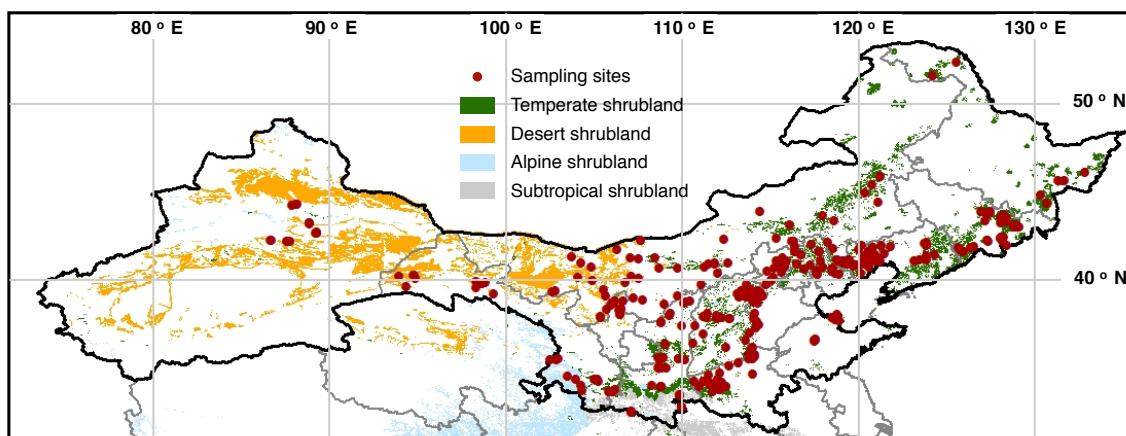 80 º E 90 º E 100 º E 110 º E 120 º E 130 º E
Sampling sites
Temperate shrubland
50 º N
Desert shrubland
Alpine shrubland
Subtropical shrubland
40 º N